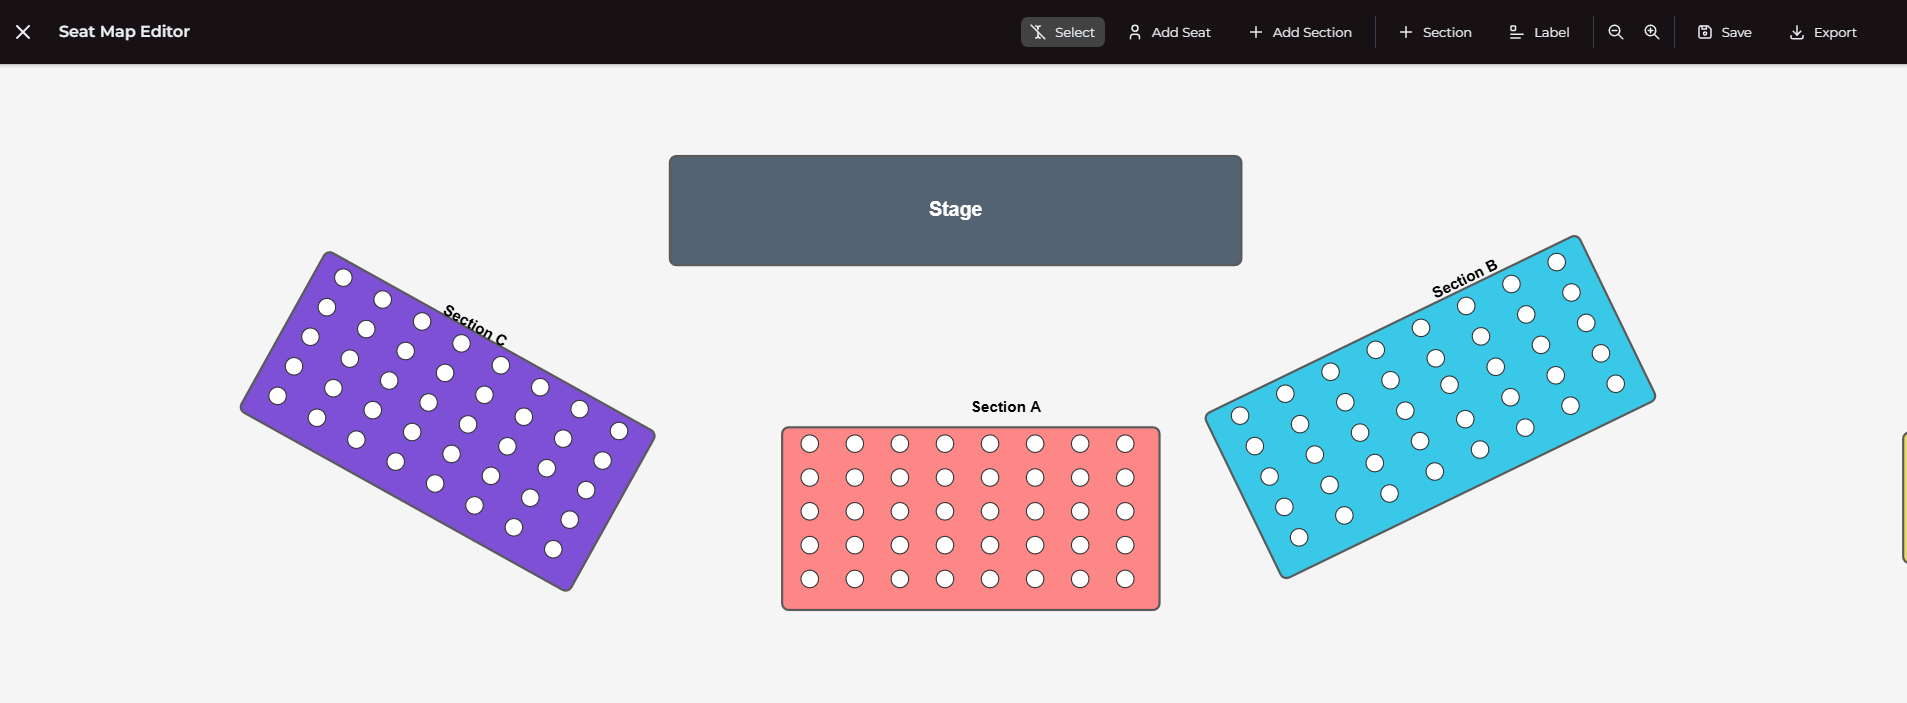 Seat Map Editor
Select
Add Seat
Add Section
Section
Label
Save
Export
Stage
Section C
Section B
Section A